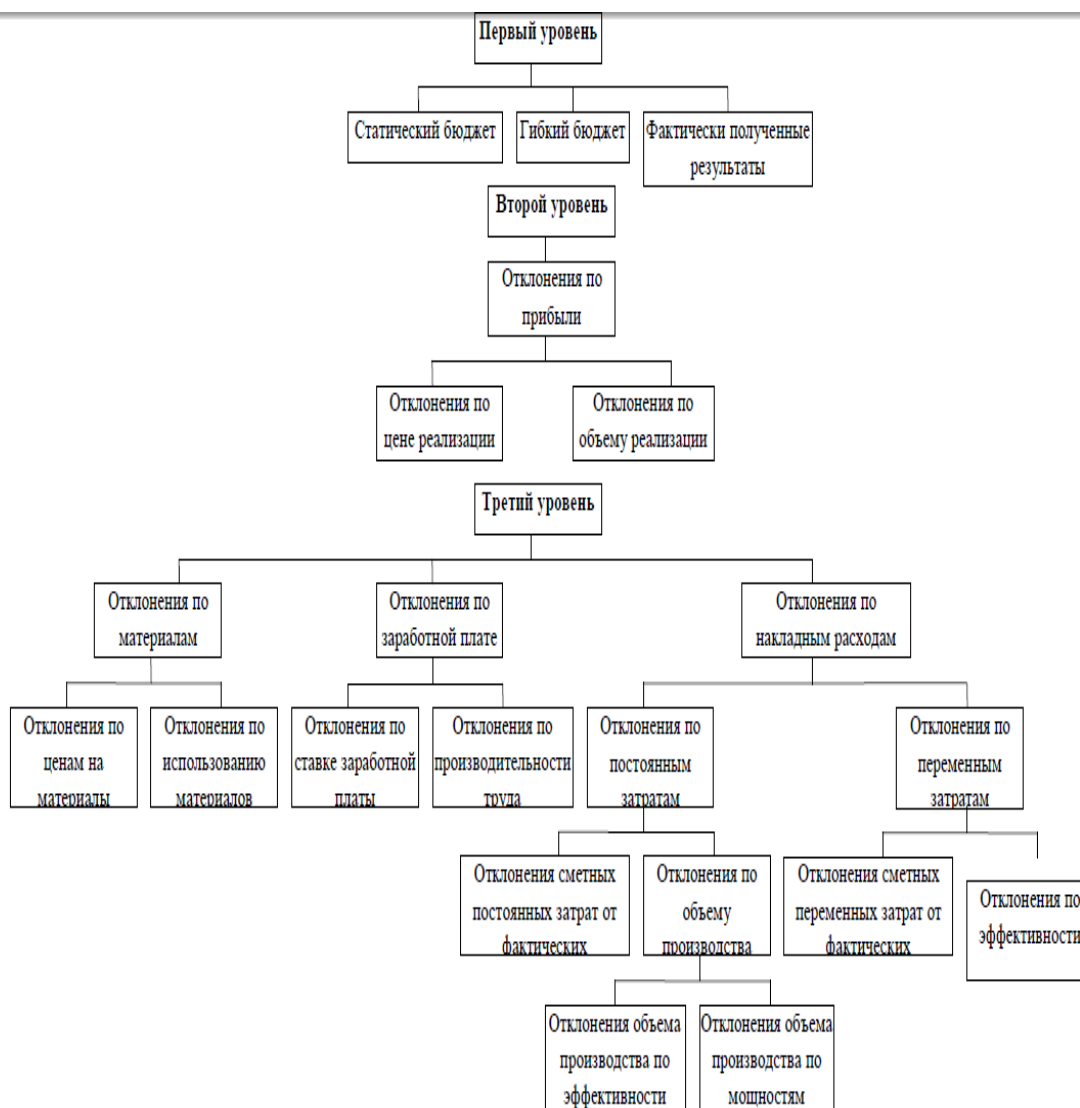 Первый уровень
Статический бюджет
Гибкий бюджет
Фактически полученные
результаты
Второй уровень
Отклонения по
прибыли
Отклонения по
цене реализации
Отклонения по
объему реализации
Третий уровень
Отклонения по
материалам
Отклонения по
заработной плате
Отклонения по
накладным расходам
Отклонения по
ценам на
материалы
Отклонения по
использованию
материалов
Отклонения по
ставке заработной
платы
Отклонения по
производительности
труда
Отклонения по
постоянным
затратам
Отклонения по
переменным
затратам
Отклонения сметных
постоянных затрат от
фактических
Отклонения по
объему
производства
Отклонения сметных
переменных затрат от
фактических
Отклонения по
эффективности
Отклонения объема
производства по
эффективности
Отклонения объема
производства по
мощностям